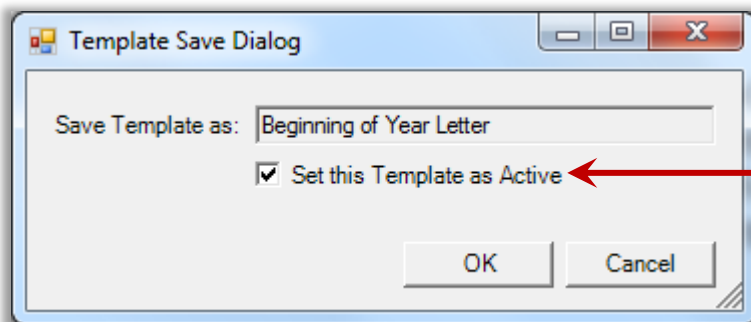 Template Save Dialog
Save Template as: Beginning of Year Letter
Set this Template as Active
OK Cancel